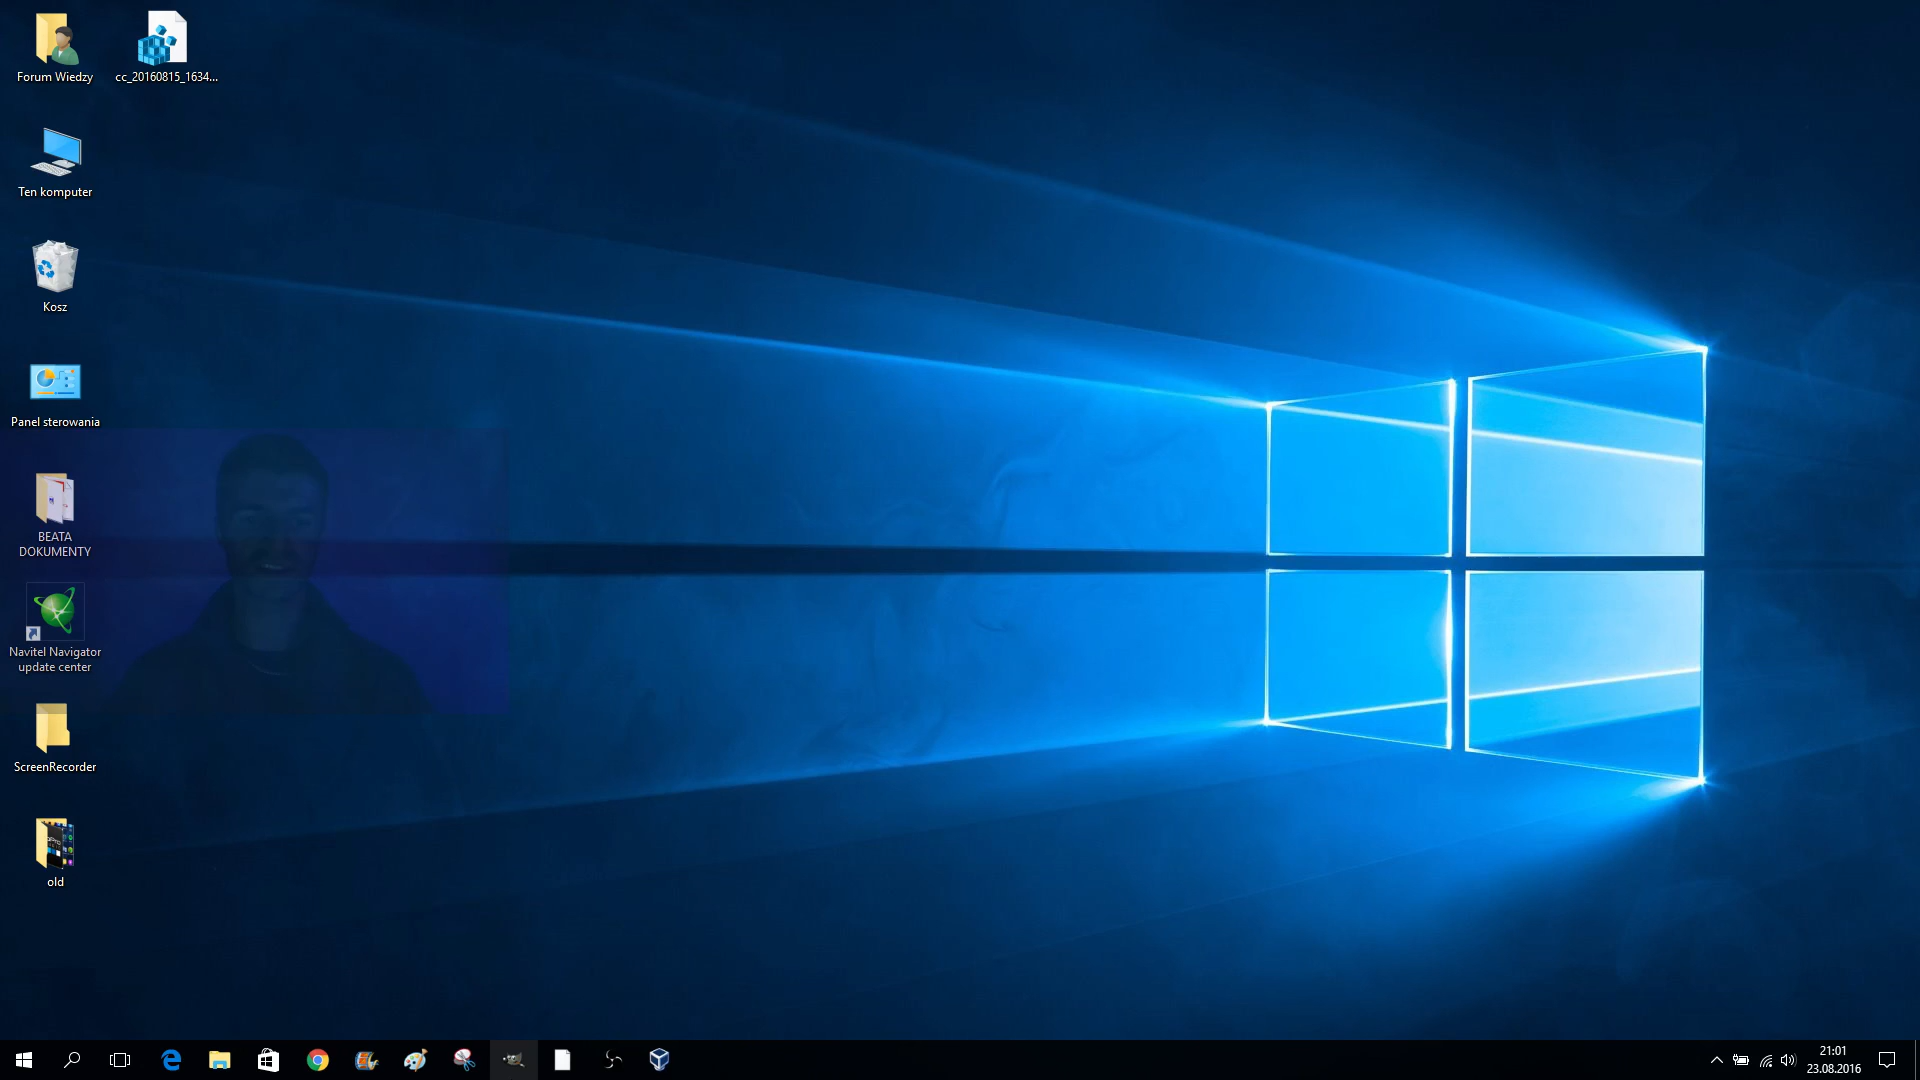 Forum Wiedzy
cc_20160815_1634...
Ten komputer
Kosz
Panel sterowania
BEATA
DOKUMENTY
Navitel Navigator
update center
ScreenRecorder
old
21:01
23.08.2016